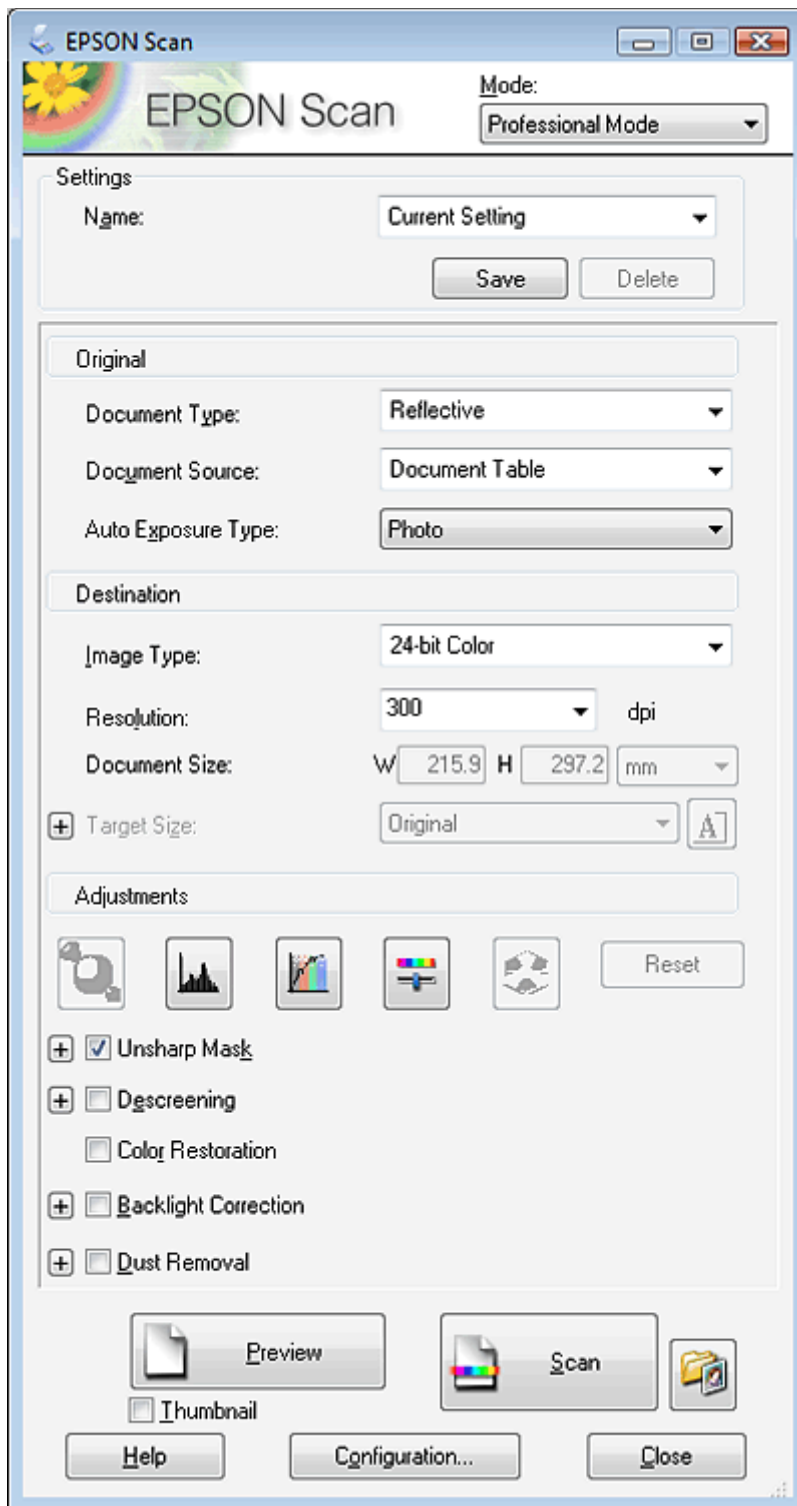 EPSON Scan
EPSON Scan
Mode:
Professional Mode
Settings
Name:
Current Setting
Save
Delete
Original
Document Type:
Reflective
Document Source:
Document Table
Auto Exposure Type:
Photo
Destination
Image Type:
24-bit Color
Resolution:
300
dpi
Document Size:
W 215.9 H 297.2 mm
Target Size:
Original
A
Adjustments
Reset
Unsharp Mask
Descreening
Color Restoration
Backlight Correction
Dust Removal
Preview
Scan
Thumbnail
Help
Configuration...
Close